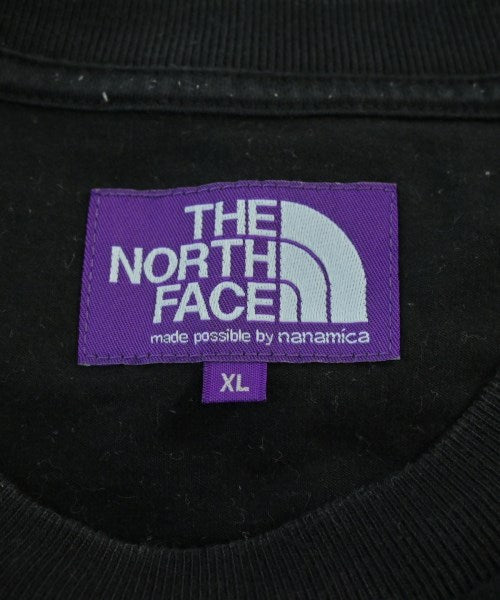 THE
NORTH
FACE
made possible by nanamica
XL